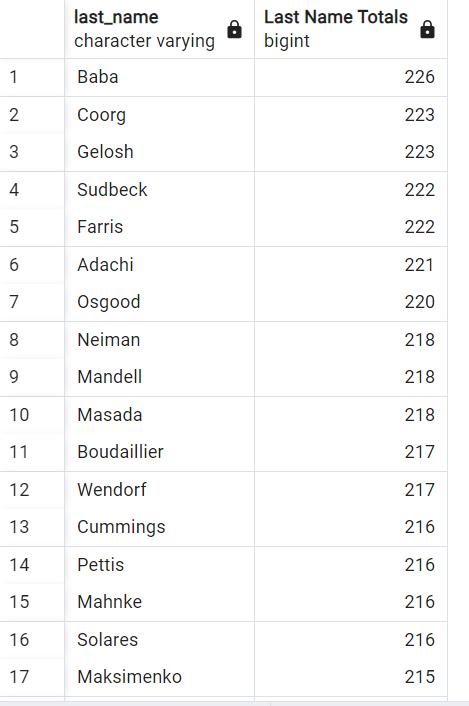 last_name Last Name Totals
character varying bigint
1 Baba 226
2 Coorg 223
3 Gelosh 223
4 Sudbeck 222
5 Farris 222
6 Adachi 221
7 Osgood 220
8 Neiman 218
9 Mandell 218
10 Masada 218
11 Boudaillier 217
12 Wendorf 217
13 Cummings 216
14 Pettis 216
15 Mahnke 216
16 Solares 216
17 Maksimenko 215